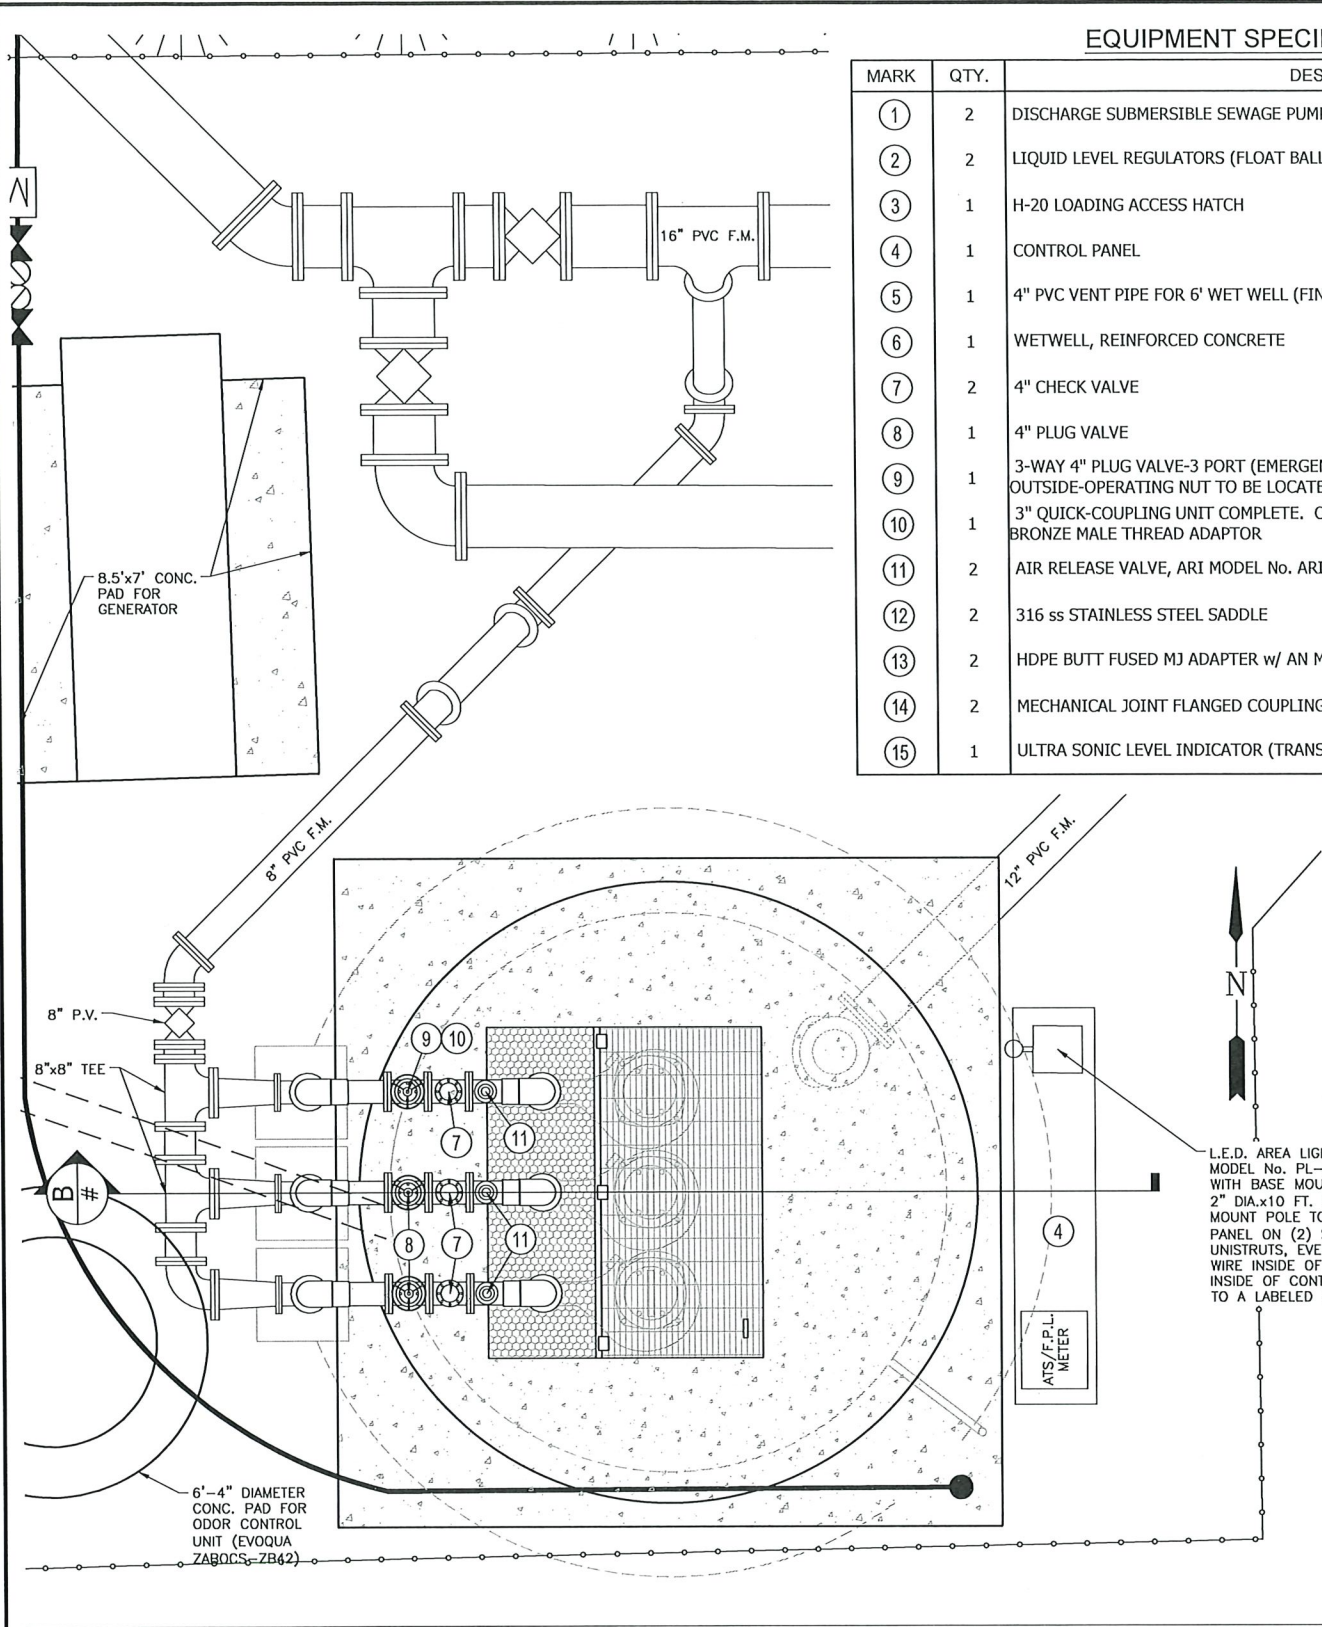 EQUIPMENT SPECI
MARK QTY. DES
1 2 DISCHARGE SUBMERSIBLE SEWAGE PUM
2 2 LIQUID LEVEL REGULATORS (FLOAT BALL
3 1 H-20 LOADING ACCESS HATCH
4 1 CONTROL PANEL
5 1 4" PVC VENT PIPE FOR 6' WET WELL (FIN
6 1 WETWELL, REINFORCED CONCRETE
7 2 4" CHECK VALVE
8 1 4" PLUG VALVE
9 1 3-WAY 4" PLUG VALVE-3 PORT (EMERGE
OUTSIDE-OPERATING NUT TO BE LOCATE
10 1 3" QUICK-COUPLING UNIT COMPLETE. C
BRONZE MALE THREAD ADAPTOR
11 2 AIR RELEASE VALVE, ARI MODEL No. ARI
12 2 316 ss STAINLESS STEEL SADDLE
13 2 HDPE BUTT FUSED MJ ADAPTER w/ AN M
14 2 MECHANICAL JOINT FLANGED COUPLING
15 1 ULTRA SONIC LEVEL INDICATOR (TRANS
16" PVC F.M.
8.5'x7' CONC.
PAD FOR
GENERATOR
8" PVC F.M.
12" PVC F.M.
8" P.V.
8"x8" TEE
9 10
7
11
N
B
#
8
7
11
4
L.E.D. AREA LIG
MODEL No. PL-
WITH BASE MOU
2" DIA.x10 FT.
MOUNT POLE TO
PANEL ON (2)
UNISTRUTS, EVE
WIRE INSIDE OF
INSIDE OF CONT
TO A LABELED
ATS/F.P.L.
METER
6'-4" DIAMETER
CONC. PAD FOR
ODOR CONTROL
UNIT (EVOQUA
ZABOCS-ZB42)